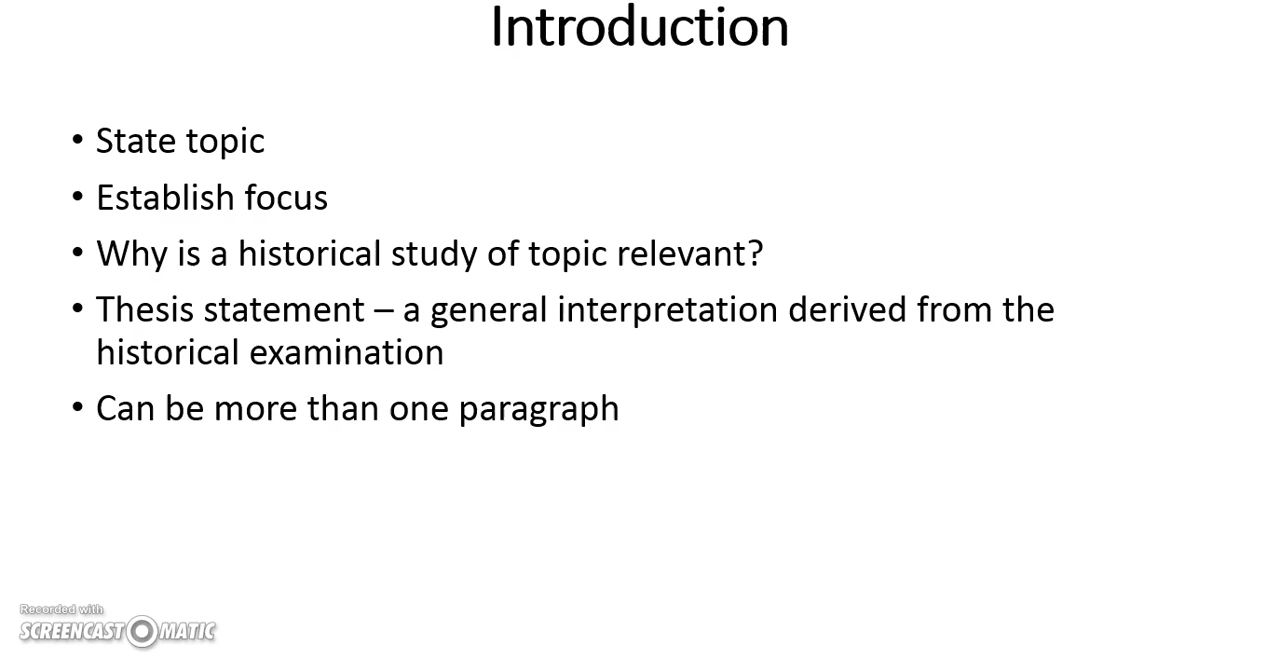 Introduction
• State topic
• Establish focus
• Why is a historical study of topic relevant?
• Thesis statement – a general interpretation derived from the
historical examination
• Can be more than one paragraph
Recorded with
SCREENCAST MATIC